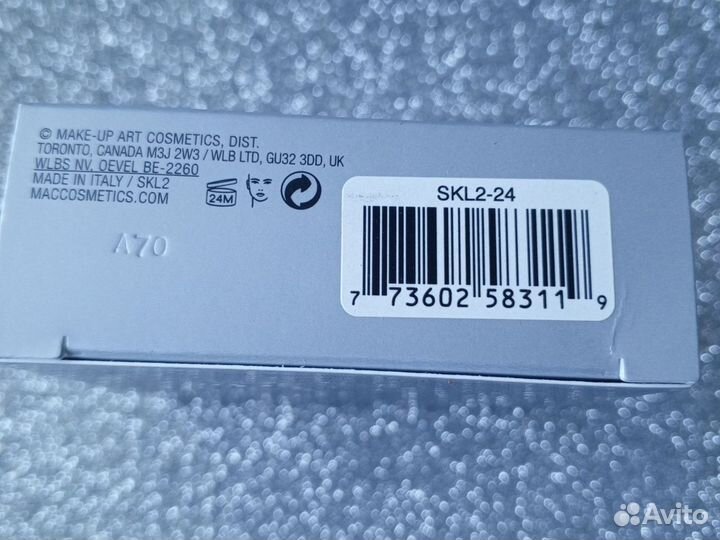 © MAKE-UP ART COSMETICS, DIST.
TORONTO, CANADA M3J 2W3 / WLB LTD, GU32 3DD, UK
WLBS NV. OEVEL BE-2260
MADE IN ITALY / SKL2
MACCOSMETICS.COM
24M
A70
SKL2-24
7 73602 58311 9
Avito